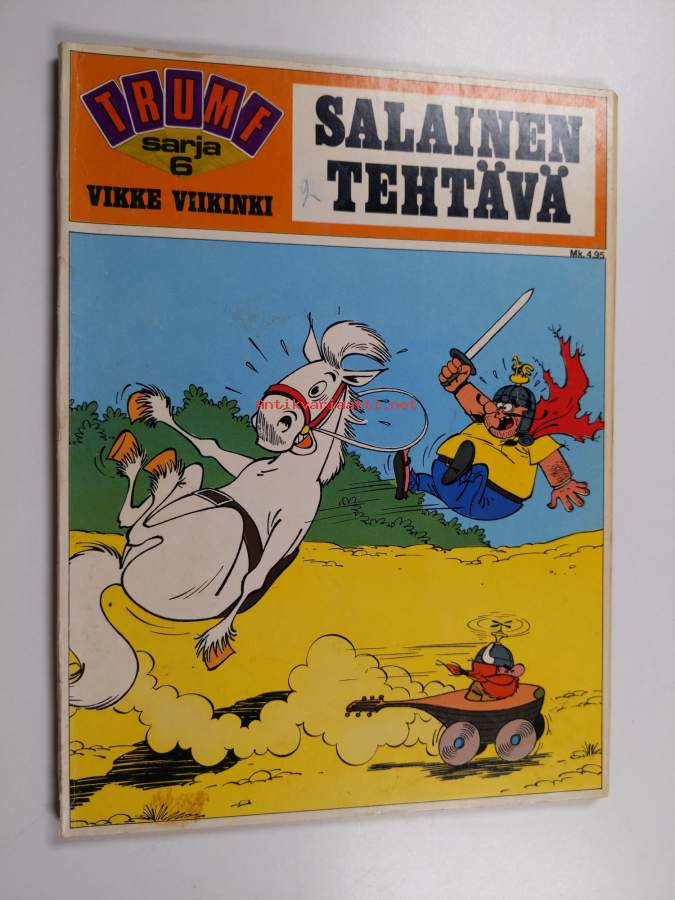 TRUMF
sarja
6
VIKKE VIIKINKI
SALAINEN
TEHTÄVÄ
2
Mk. 4.95
Antikvariaatti.net